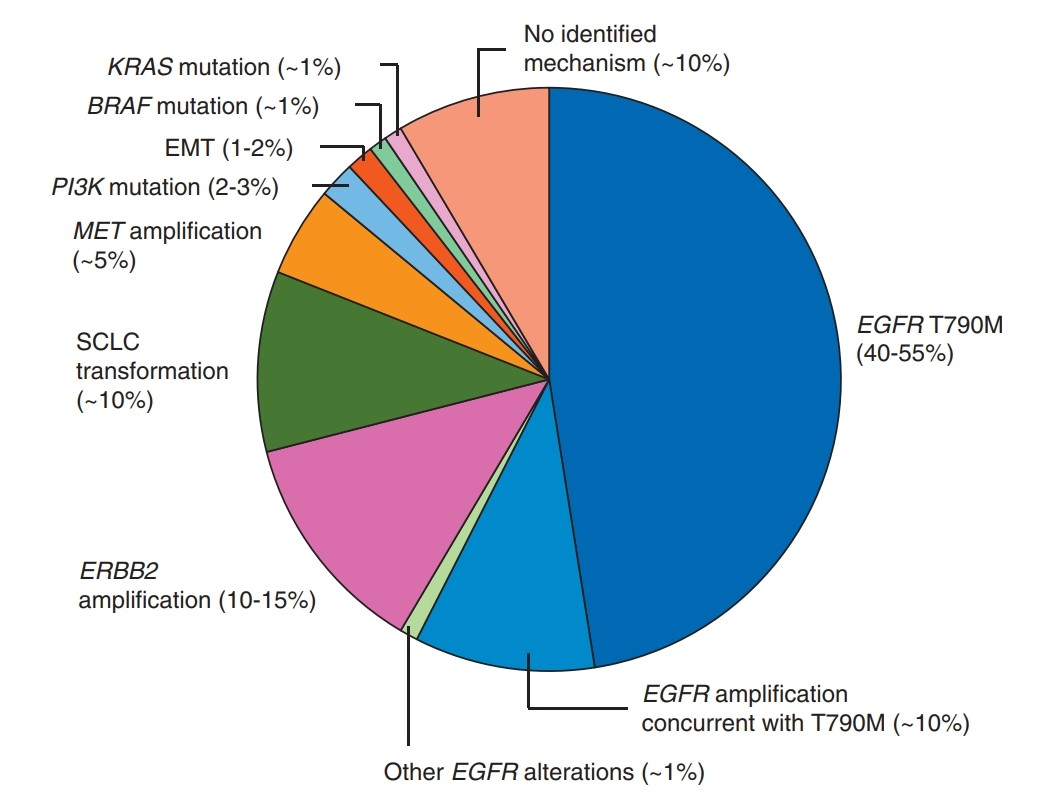 No identified
mechanism (~10%)
KRAS mutation (~1%)
BRAF mutation (~1%)
EMT (1-2%)
PI3K mutation (2-3%)
MET amplification
(~5%)
SCLC
transformation
(~10%)
EGFR T790M
(40-55%)
ERBB2
amplification (10-15%)
EGFR amplification
concurrent with T790M (~10%)
Other EGFR alterations (~1%)